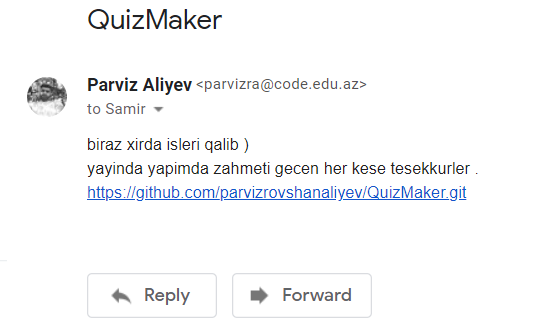 QuizMaker
Parviz Aliyev <parvizra@code.edu.az>
to Samir
biraz xirda isleri qalib )
yayinda yapimda zahmeti gecen her kese tesekkurler .
https://github.com/parvizrovshanaliyev/QuizMaker.git
Reply Forward